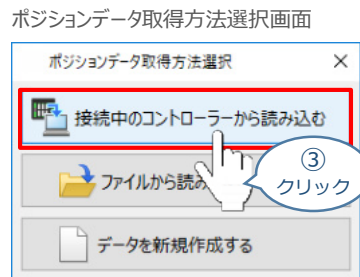 ポジションデータ取得方法選択画面
ポジションデータ取得方法選択
接続中のコントローラーから読み込む
ファイルから読み
③
クリック
データを新規作成する